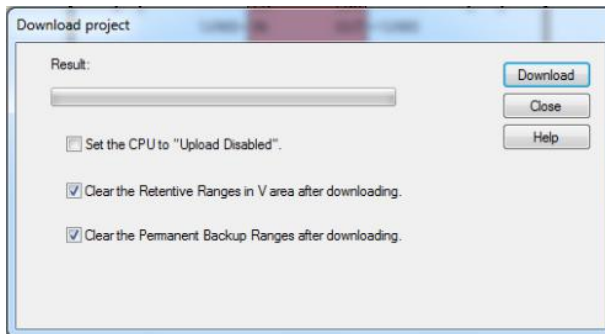 Download project
Result:
Download
Close
Help
Set the CPU to "Upload Disabled".
Clear the Retentive Ranges in V area after downloading.
Clear the Permanent Backup Ranges after downloading.